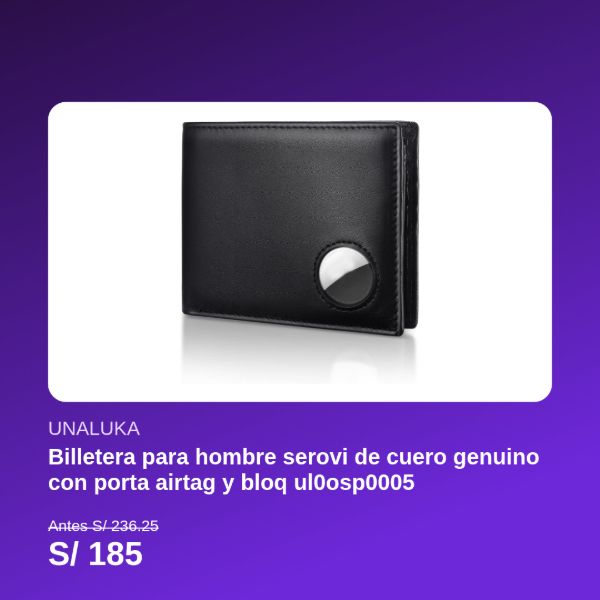 UNALUKA
Billetera para hombre serovi de cuero genuino
con porta airtag y bloq ul0osp0005
Antes S/ 236.25
S/ 185